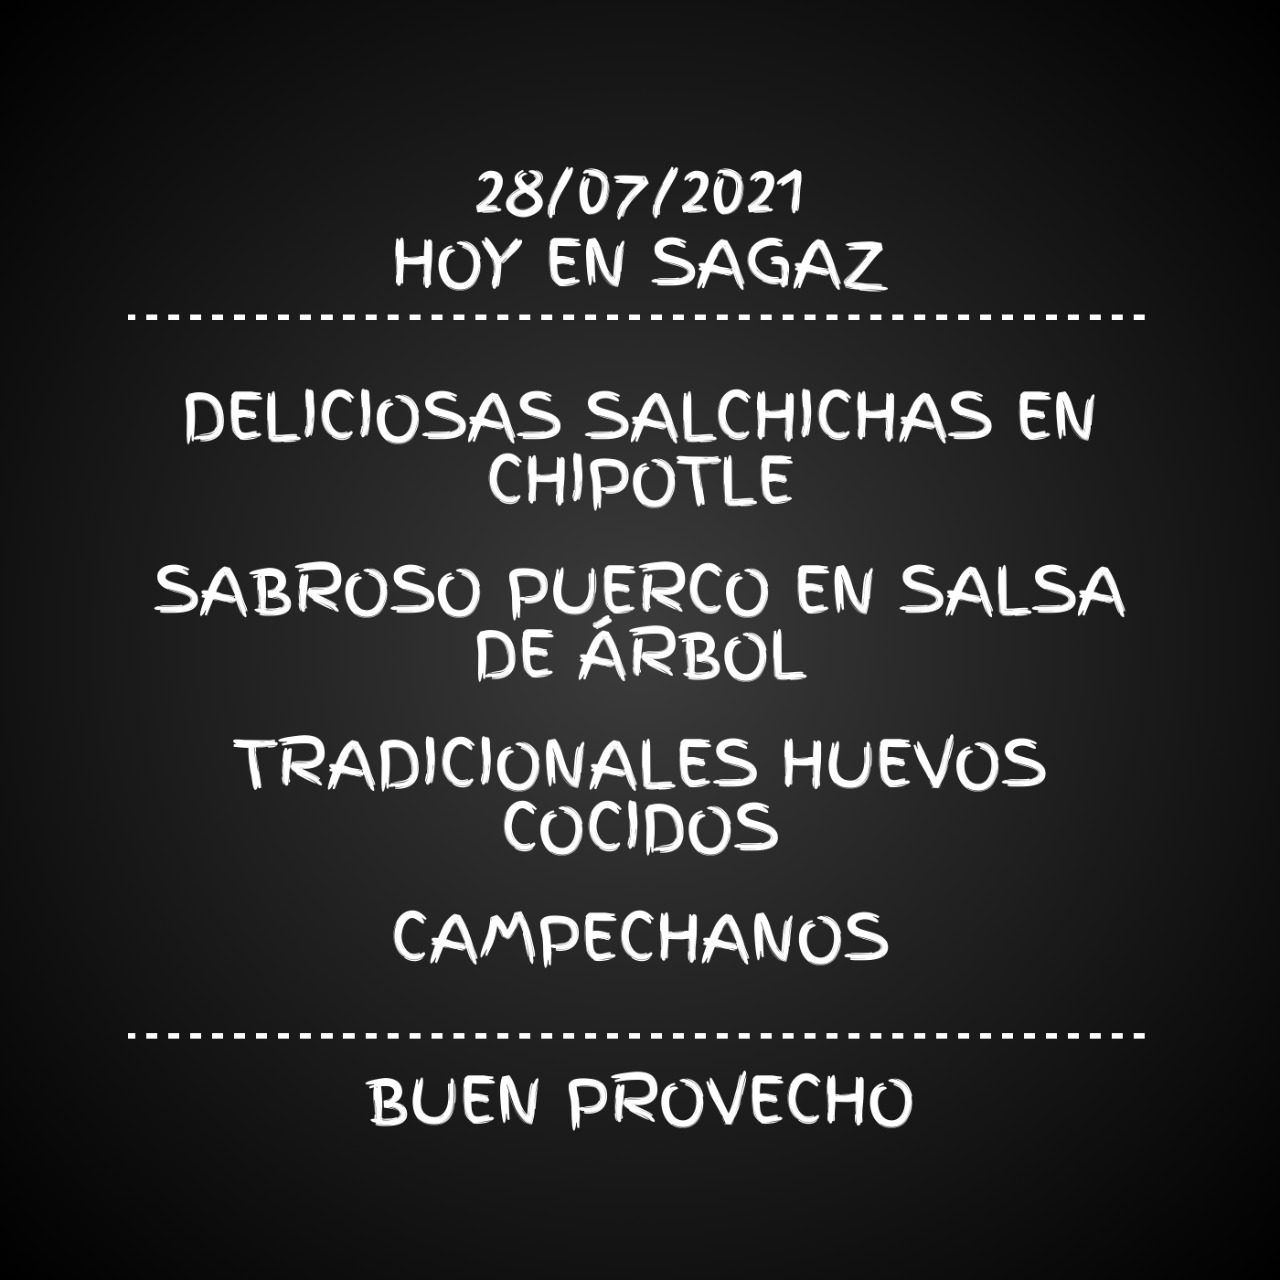 28/07/2021
HOY EN SAGAZ
DELICIOSAS SALCHICHAS EN
CHIPOTLE
SABROSO PUERCO EN SALSA
DE ÁRBOL
TRADICIONALES HUEVOS
COCIDOS
CAMPECHANOS
BUEN PROVECHO